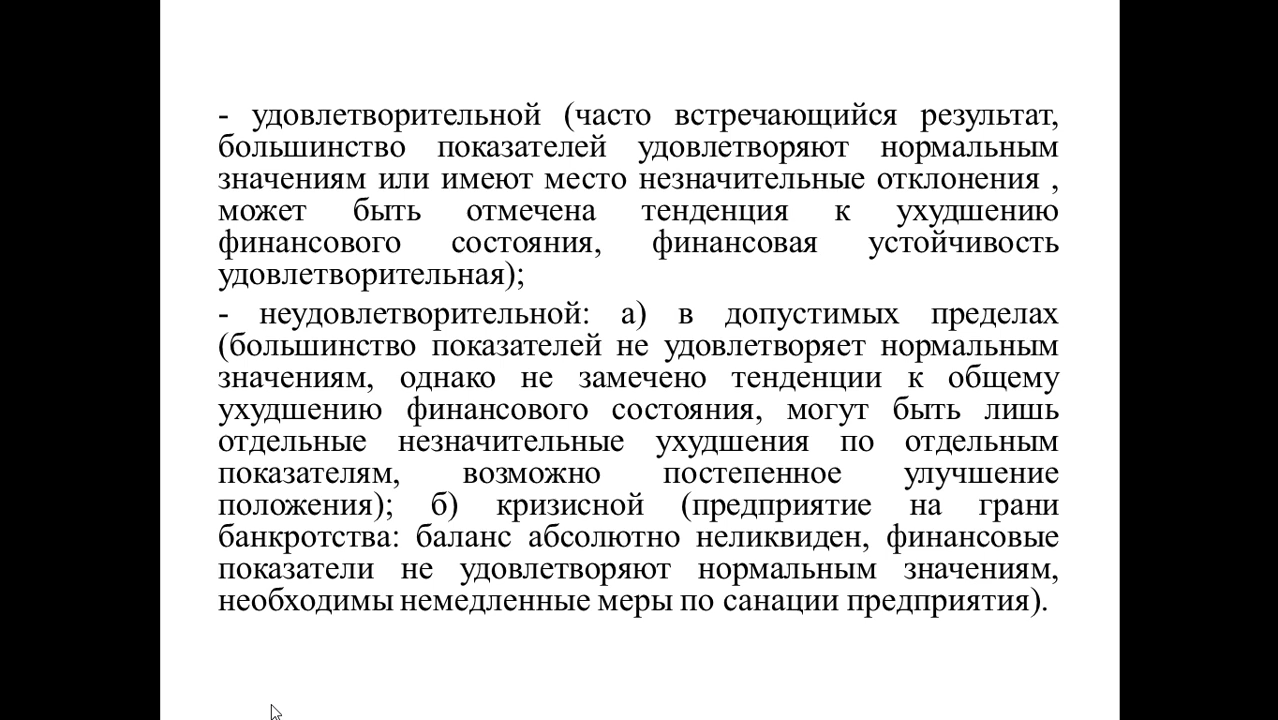 - удовлетворительной (часто встречающийся результат,
большинство показателей удовлетворяют нормальным
значениям или имеют место незначительные отклонения ,
может быть отмечена тенденция к ухудшению
финансового состояния, финансовая устойчивость
удовлетворительная);
- неудовлетворительной: а) в допустимых пределах
(большинство показателей не удовлетворяет нормальным
значениям, однако не замечено тенденции к общему
ухудшению финансового состояния, могут быть лишь
отдельные незначительные ухудшения по отдельным
показателям, возможно постепенное улучшение
положения); б) кризисной (предприятие на грани
банкротства: баланс абсолютно неликвиден, финансовые
показатели не удовлетворяют нормальным значениям,
необходимы немедленные меры по санации предприятия).